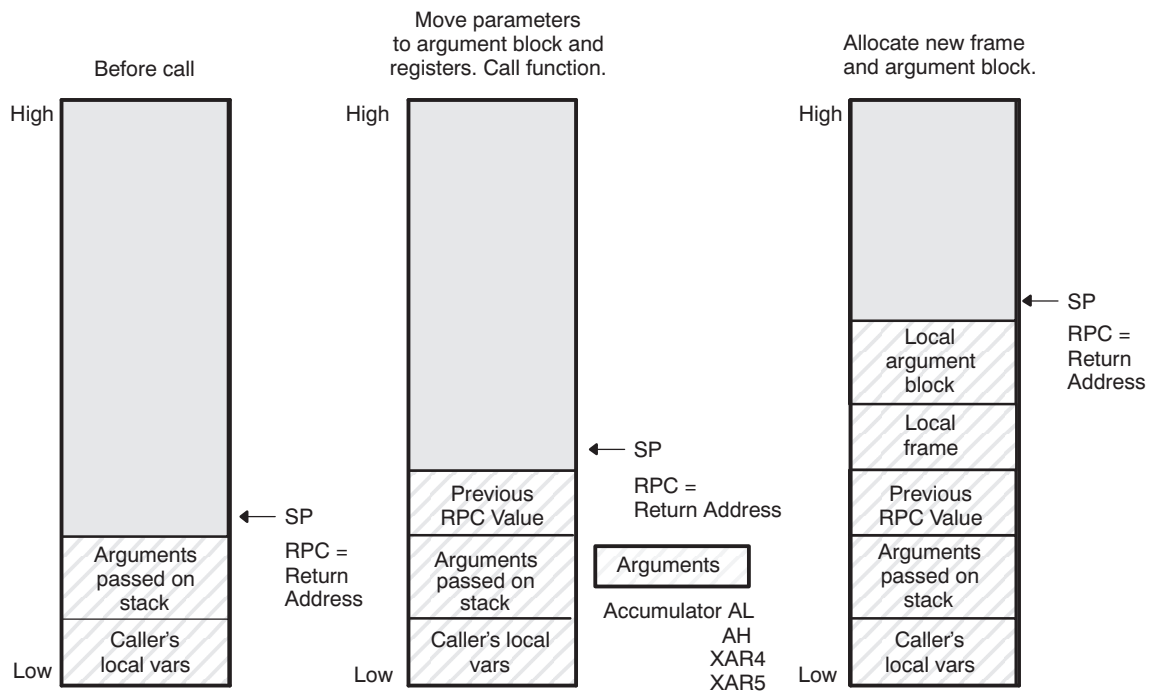 Before call
High
SP
RPC =
Return
Address
Arguments
passed on
stack
Caller's
local vars
Low
Move parameters
to argument block and
registers. Call function.
High
SP
RPC =
Return Address
Previous
RPC Value
Arguments
passed on
stack
Caller's local
vars
Low
Arguments
Accumulator AL
AH
XAR4
XAR5
Allocate new frame
and argument block.
High
SP
RPC =
Return
Address
Local
argument
block
Local
frame
Previous
RPC Value
Arguments
passed on
stack
Caller's
local vars
Low